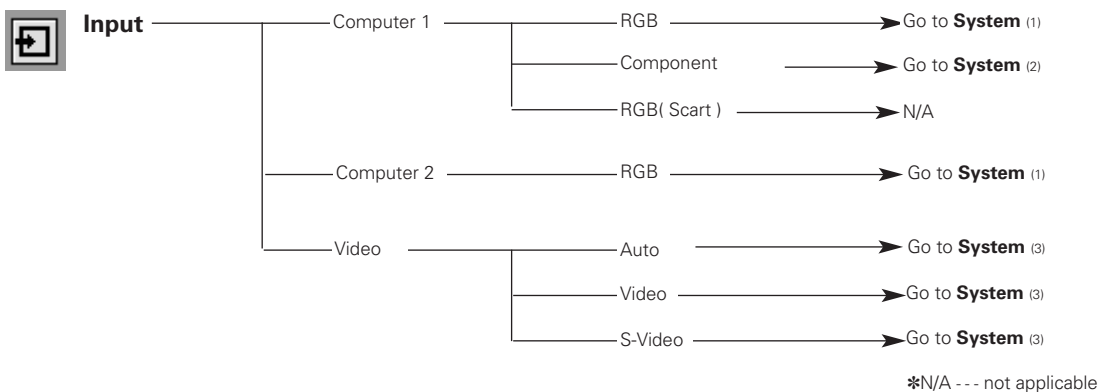 Input Computer 1 RGB Go to System (1)
Component Go to System (2)
RGB( Scart ) N/A
Computer 2 RGB Go to System (1)
Video Auto Go to System (3)
Video Go to System (3)
S-Video Go to System (3)
✽N/A - - - not applicable